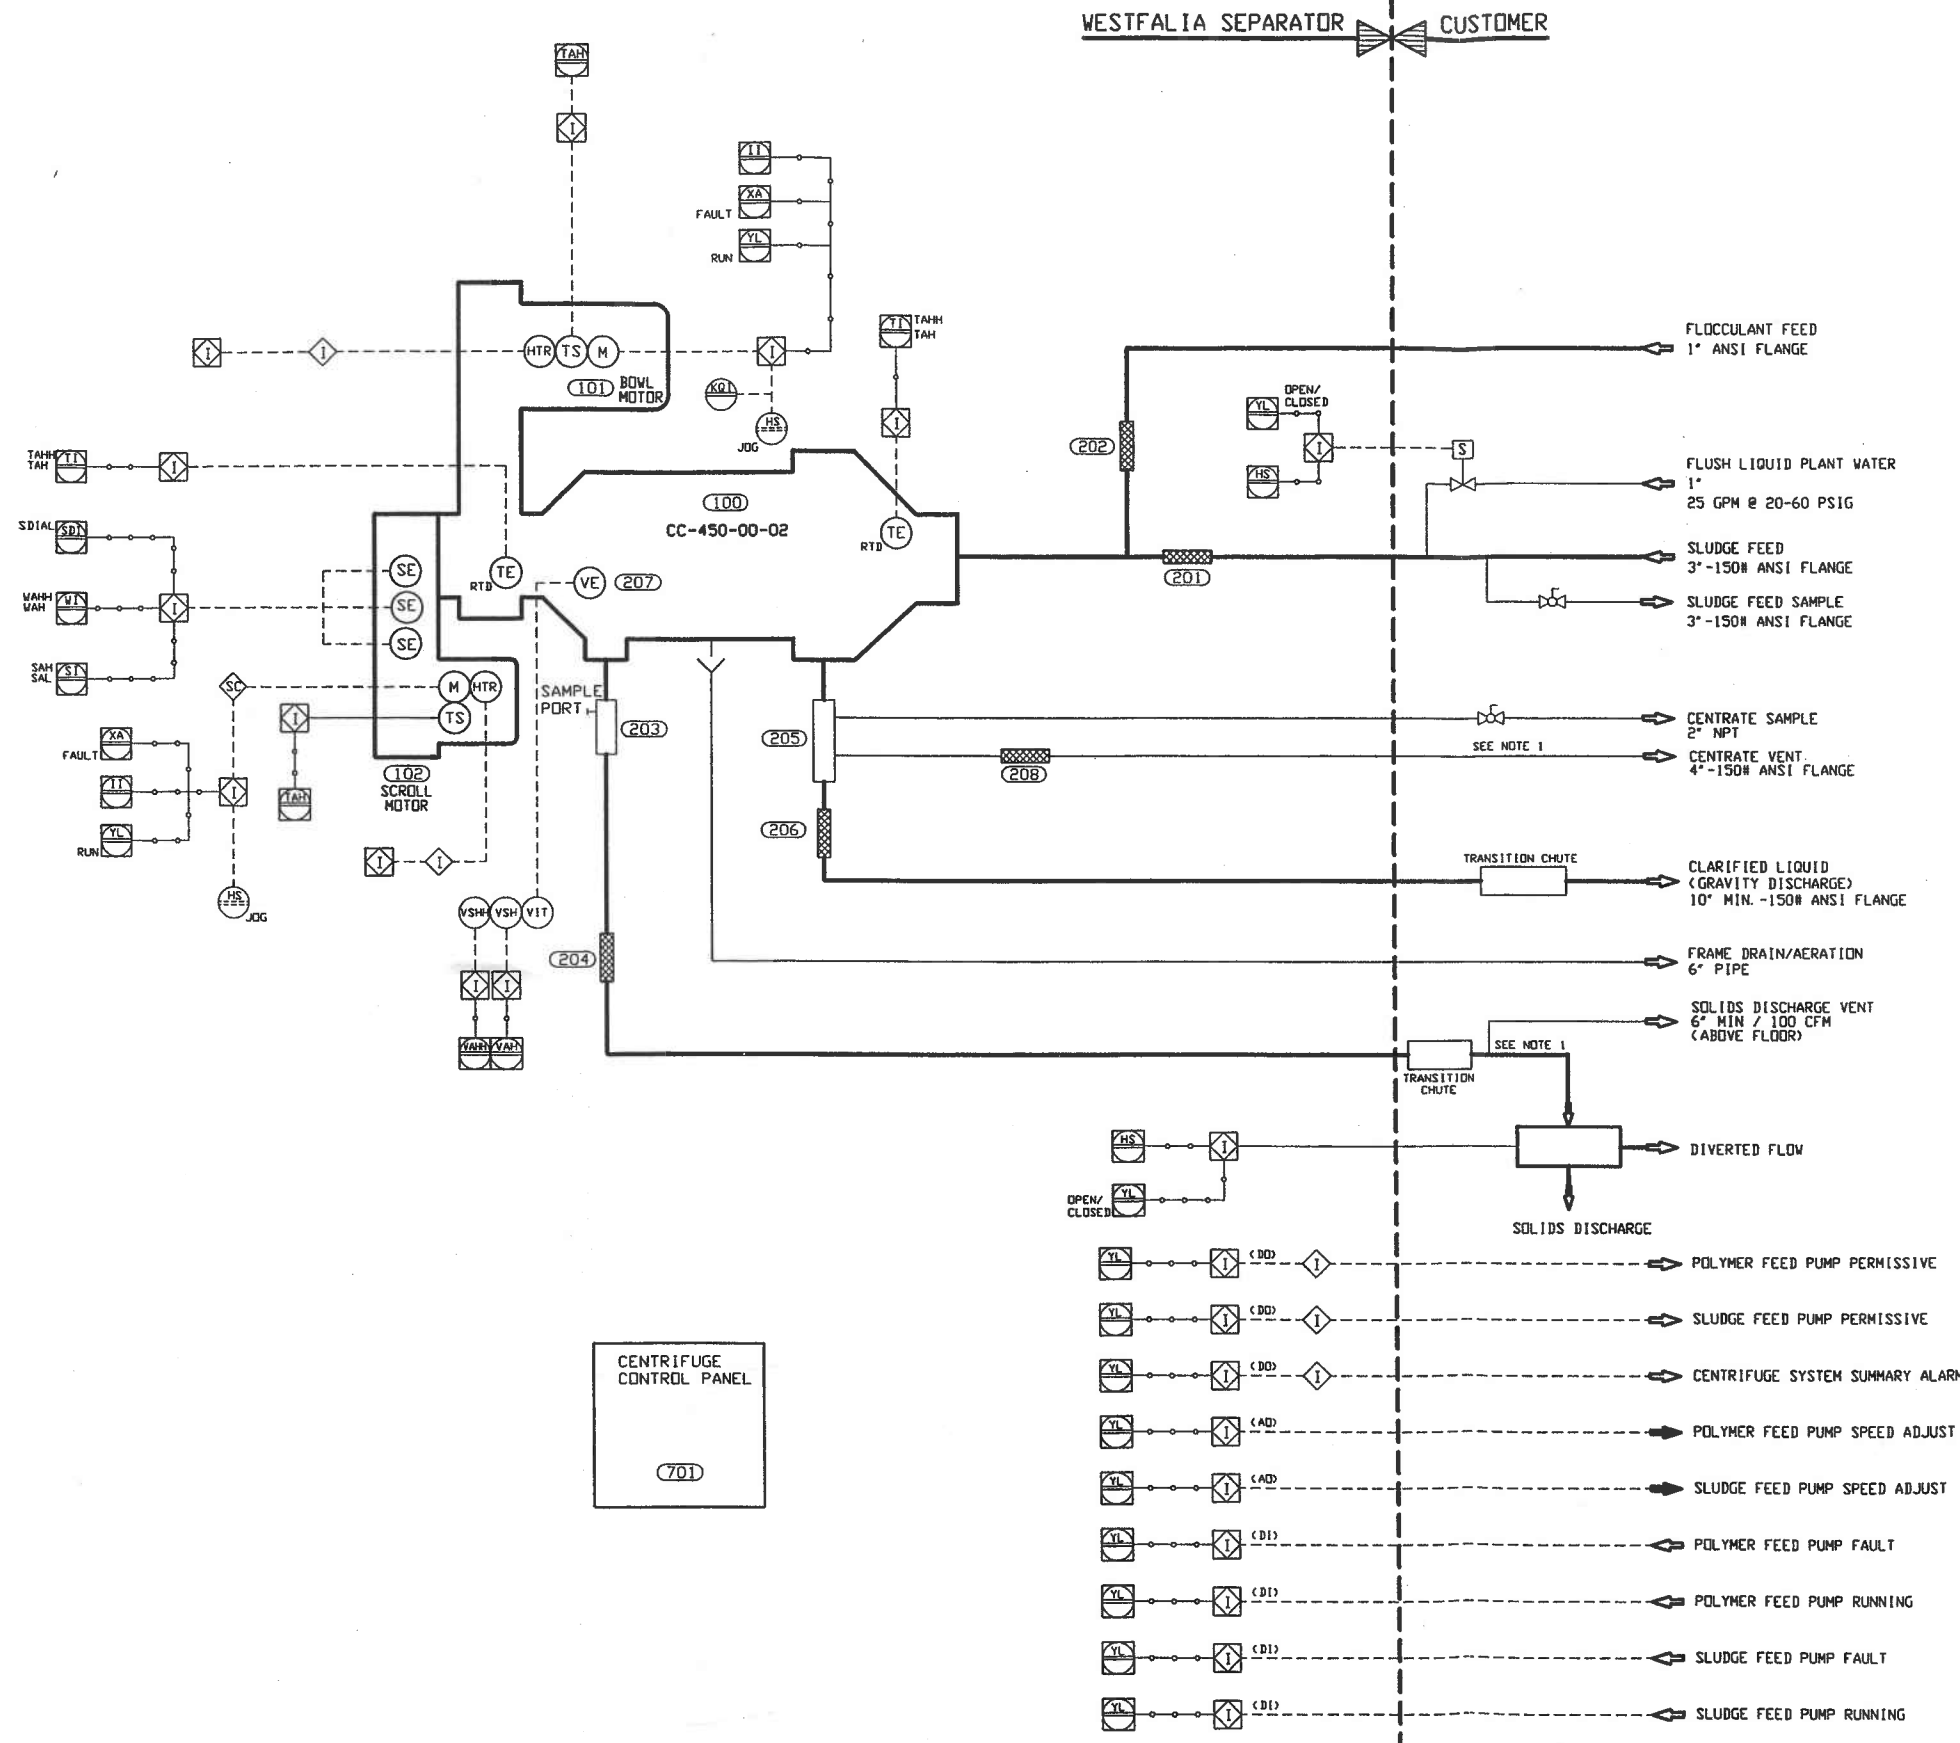 WESTFALIA SEPARATOR
CUSTOMER
TAH
I
II
XA
FAULT
YL
RUN
I
I
HTR
TS
M
I
101
BOWL
MOTOR
KQI
HS
JOG
TI
TAHH
TAH
I
TE
RTD
FLOCCULANT FEED
1" ANSI FLANGE
202
OPEN/
CLOSED
YL
I
HS
S
FLUSH LIQUID PLANT WATER
1"
25 GPM @ 20-60 PSIG
SLUDGE FEED
3"-150# ANSI FLANGE
201
SLUDGE FEED SAMPLE
3"-150# ANSI FLANGE
TAHH
TAH
TI
I
100
CC-450-00-02
SDIAL
SDI
WAHH
WAH
WI
I
SAH
SAL
SI
SE
SE
SE
RTD
TE
VE
207
SC
M
HTR
TS
I
TAH
SAMPLE
PORT
203
102
SCROLL
MOTOR
XA
FAULT
II
I
YL
RUN
HS
JOG
I
I
205
CENTRATE SAMPLE
2" NPT
208
SEE NOTE 1
CENTRATE VENT
4"-150# ANSI FLANGE
206
TRANSITION CHUTE
CLARIFIED LIQUID
(GRAVITY DISCHARGE)
10" MIN. -150# ANSI FLANGE
VSHH
VSH
VIT
I
I
VAHH
VAH
204
FRAME DRAIN/AERATION
6" PIPE
SOLIDS DISCHARGE VENT
6" MIN / 100 CFM
(ABOVE FLOOR)
SEE NOTE 1
TRANSITION
CHUTE
HS
I
OPEN/
CLOSED
YL
DIVERTED FLOW
SOLIDS DISCHARGE
YL I (DO) I POLYMER FEED PUMP PERMISSIVE
YL I (DO) I SLUDGE FEED PUMP PERMISSIVE
YL I (DO) I CENTRIFUGE SYSTEM SUMMARY ALARM
YL I (AO) POLYMER FEED PUMP SPEED ADJUST
YL I (AO) SLUDGE FEED PUMP SPEED ADJUST
YL I (DI) POLYMER FEED PUMP FAULT
YL I (DI) POLYMER FEED PUMP RUNNING
YL I (DI) SLUDGE FEED PUMP FAULT
YL I (DI) SLUDGE FEED PUMP RUNNING
CENTRIFUGE
CONTROL PANEL
701